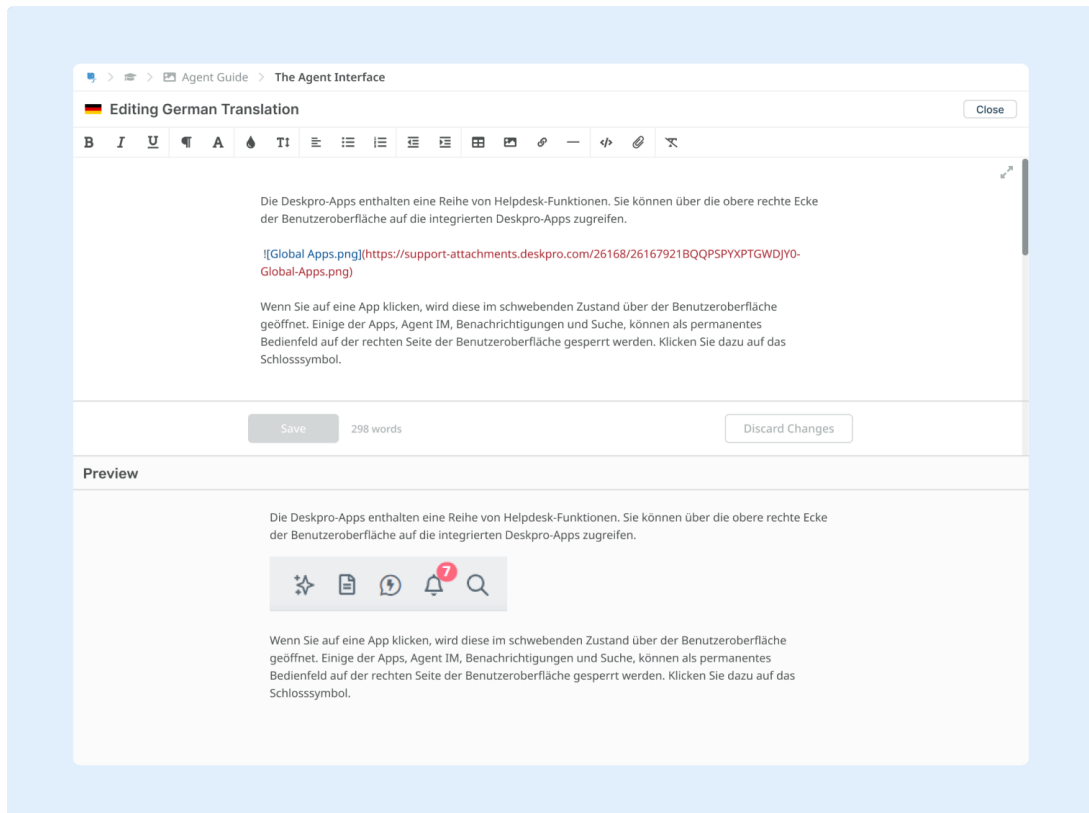 Agent Guide > The Agent Interface
Editing German Translation
Close
Die Deskpro-Apps enthalten eine Reihe von Helpdesk-Funktionen. Sie können über die obere rechte Ecke
der Benutzeroberfläche auf die integrierten Deskpro-Apps zugreifen.
![Global Apps.png](https://support-attachments.deskpro.com/26168/26167921BQQPSPYXPTGWDJY0-
Global-Apps.png)
Wenn Sie auf eine App klicken, wird diese im schwebenden Zustand über der Benutzeroberfläche
geöffnet. Einige der Apps, Agent IM, Benachrichtigungen und Suche, können als permanentes
Bedienfeld auf der rechten Seite der Benutzeroberfläche gesperrt werden. Klicken Sie dazu auf das
Schlosssymbol.
Save
298 words
Discard Changes
Preview
Die Deskpro-Apps enthalten eine Reihe von Helpdesk-Funktionen. Sie können über die obere rechte Ecke
der Benutzeroberfläche auf die integrierten Deskpro-Apps zugreifen.
7
Wenn Sie auf eine App klicken, wird diese im schwebenden Zustand über der Benutzeroberfläche
geöffnet. Einige der Apps, Agent IM, Benachrichtigungen und Suche, können als permanentes
Bedienfeld auf der rechten Seite der Benutzeroberfläche gesperrt werden. Klicken Sie dazu auf das
Schlosssymbol.